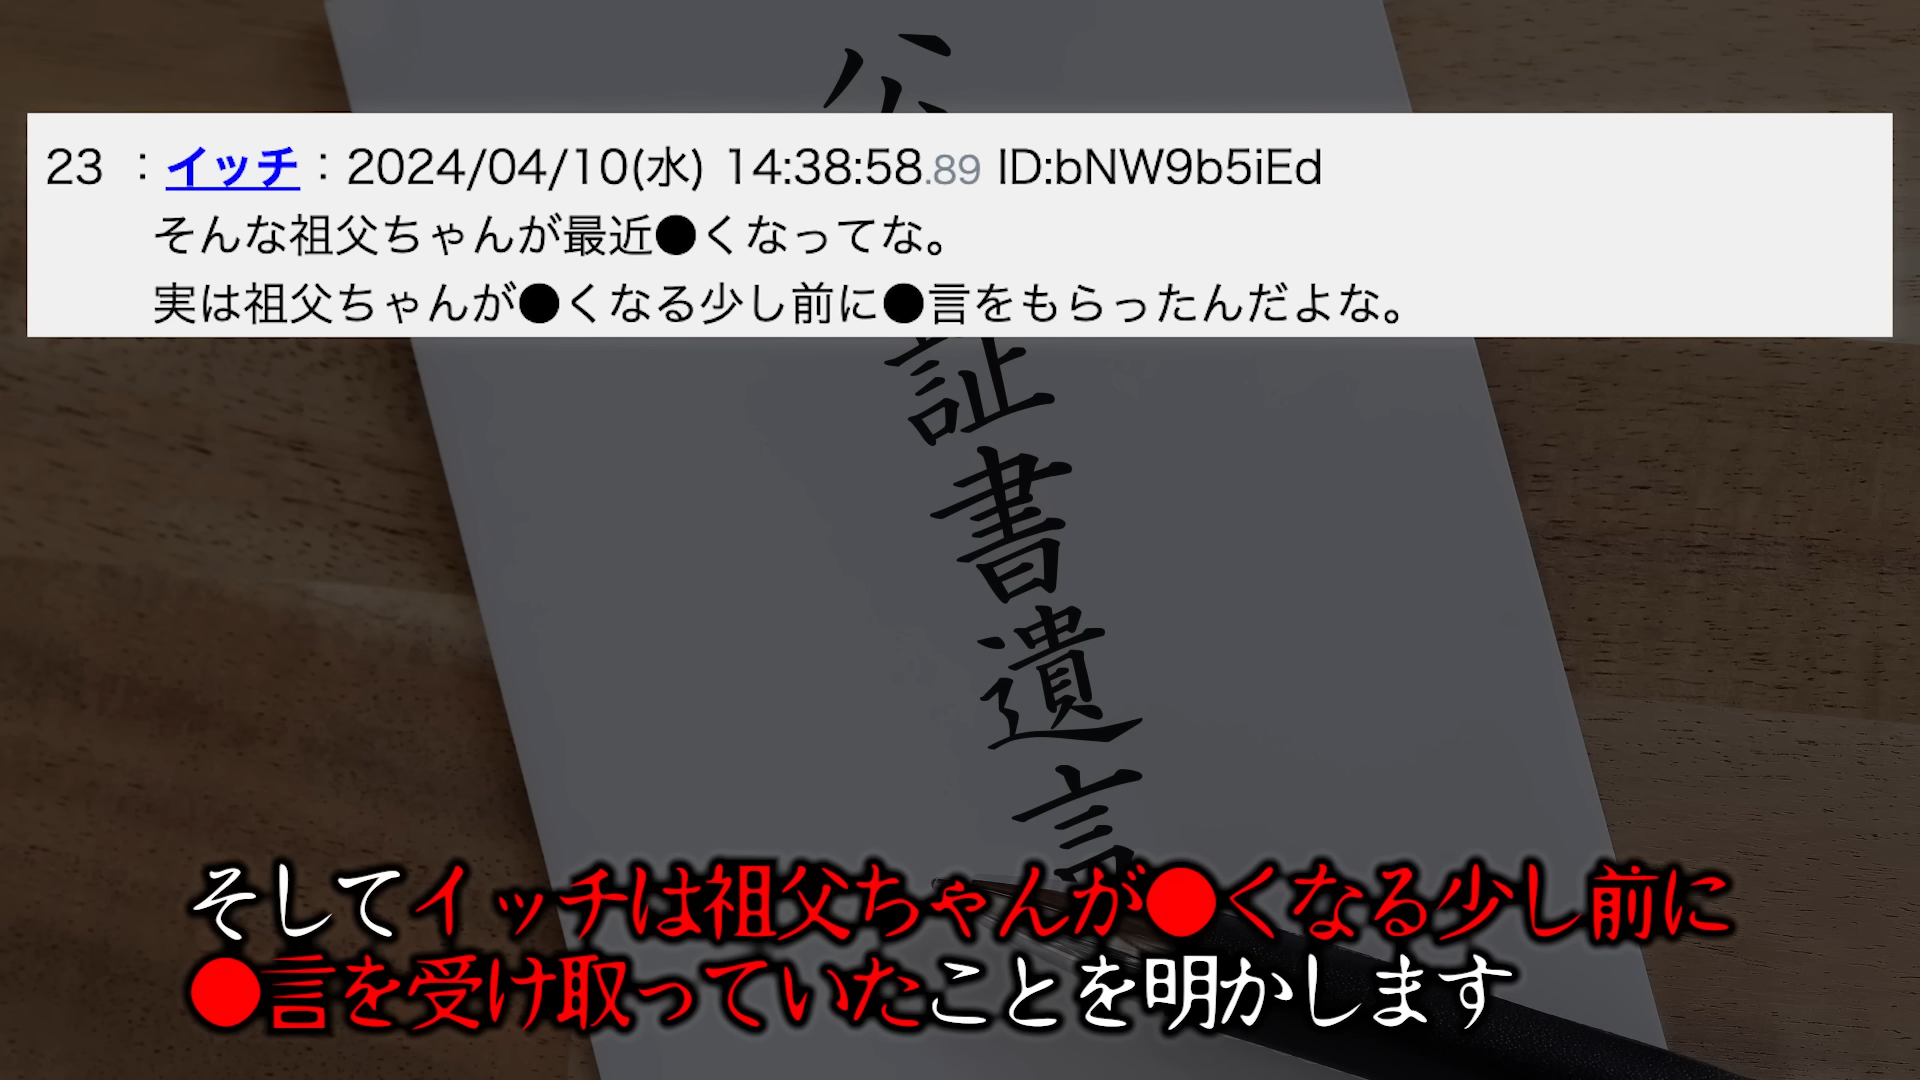 公
23 ：イッチ：2024/04/10(水) 14:38:58.89 ID:bNW9b5iEd
そんな祖父ちゃんが最近●くなってな。
実は祖父ちゃんが●くなる少し前に●言をもらったんだよな。
証書遺言
そしてイッチは祖父ちゃんが●くなる少し前に
●言を受け取っていたことを明かします